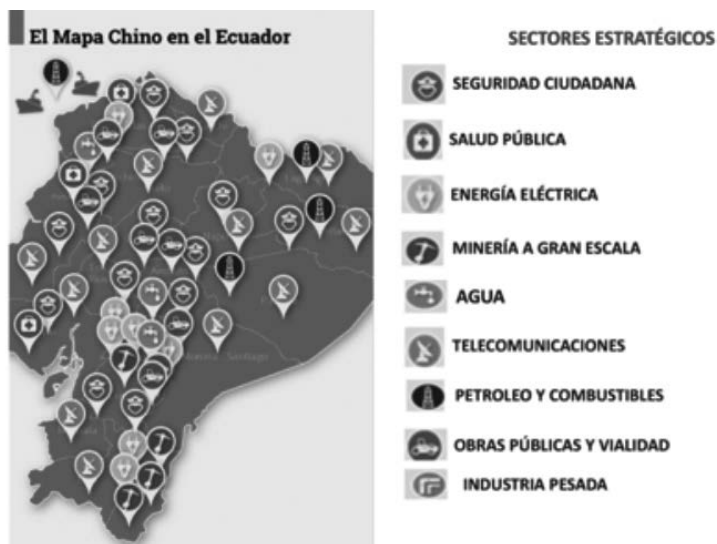 El Mapa Chino en el Ecuador
SECTORES ESTRATÉGICOS
SEGURIDAD CIUDADANA
SALUD PÚBLICA
ENERGÍA ELÉCTRICA
MINERÍA A GRAN ESCALA
AGUA
TELECOMUNICACIONES
PETROLEO Y COMBUSTIBLES
OBRAS PÚBLICAS Y VIALIDAD
INDUSTRIA PESADA